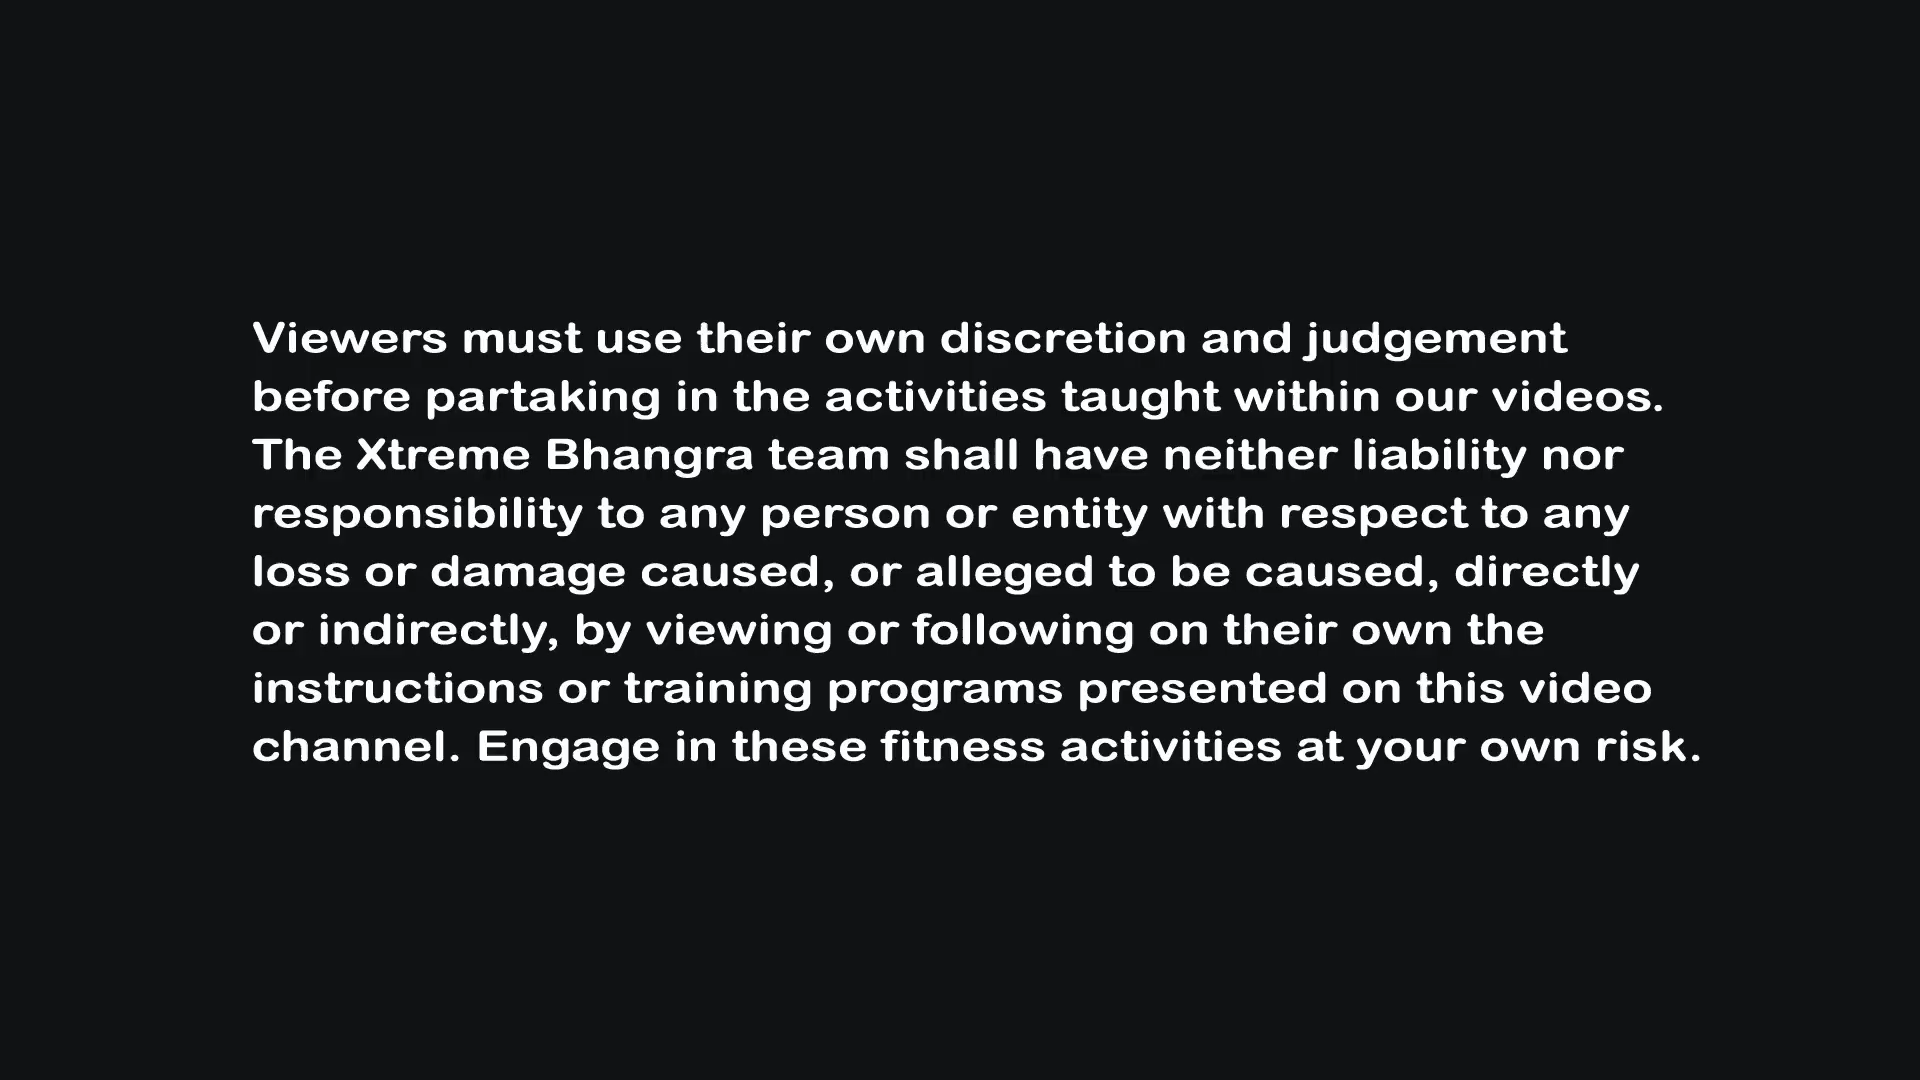 Viewers must use their own discretion and judgement
before partaking in the activities taught within our videos.
The Xtreme Bhangra team shall have neither liability nor
responsibility to any person or entity with respect to any
loss or damage caused, or alleged to be caused, directly
or indirectly, by viewing or following on their own the
instructions or training programs presented on this video
channel. Engage in these fitness activities at your own risk.